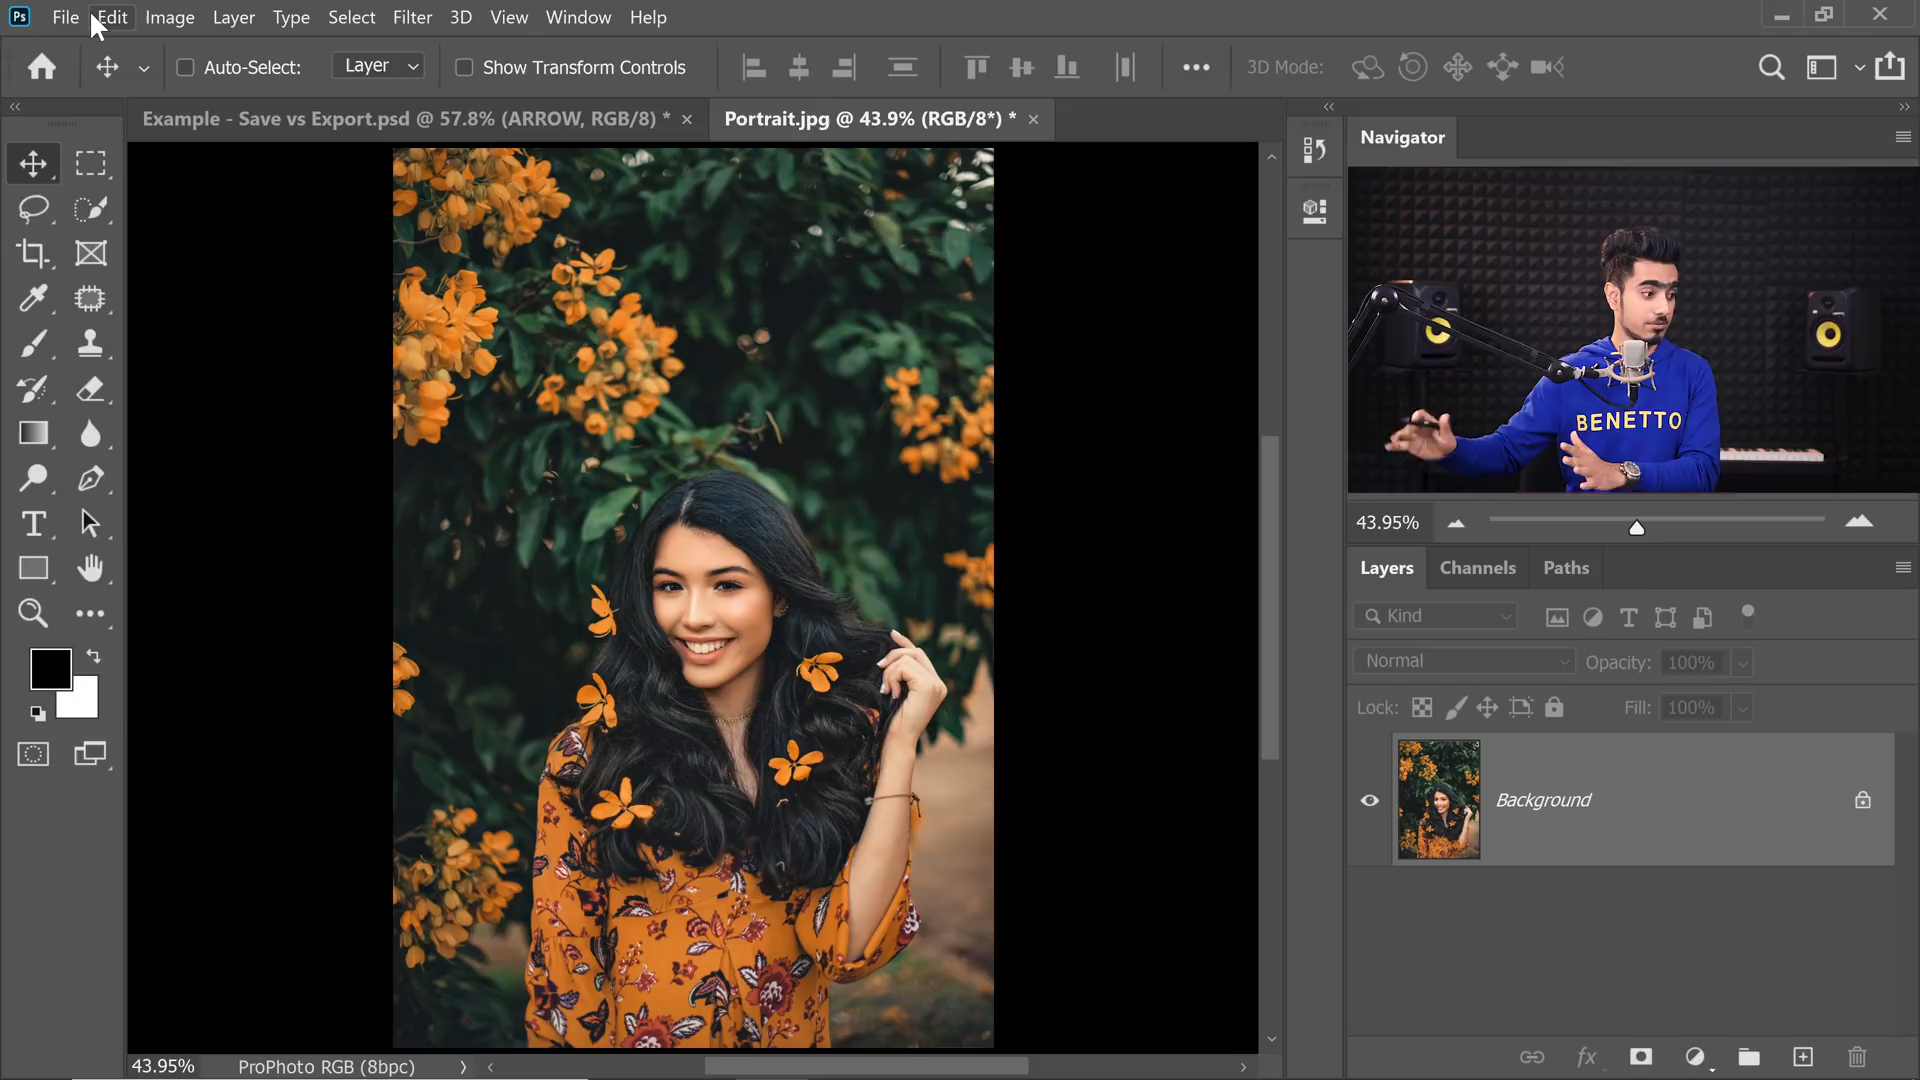 Ps File Edit Image Layer Type Select Filter 3D View Window Help
Auto-Select: Layer Show Transform Controls 3D Mode:
Example - Save vs Export.psd @ 57.8% (ARROW, RGB/8) *
Portrait.jpg @ 43.9% (RGB/8*) *
Navigator
BENETTO
43.95%
Layers Channels Paths
Kind
Normal Opacity: 100%
Lock: Fill: 100%
Background
fx
43.95% ProPhoto RGB (8bpc)